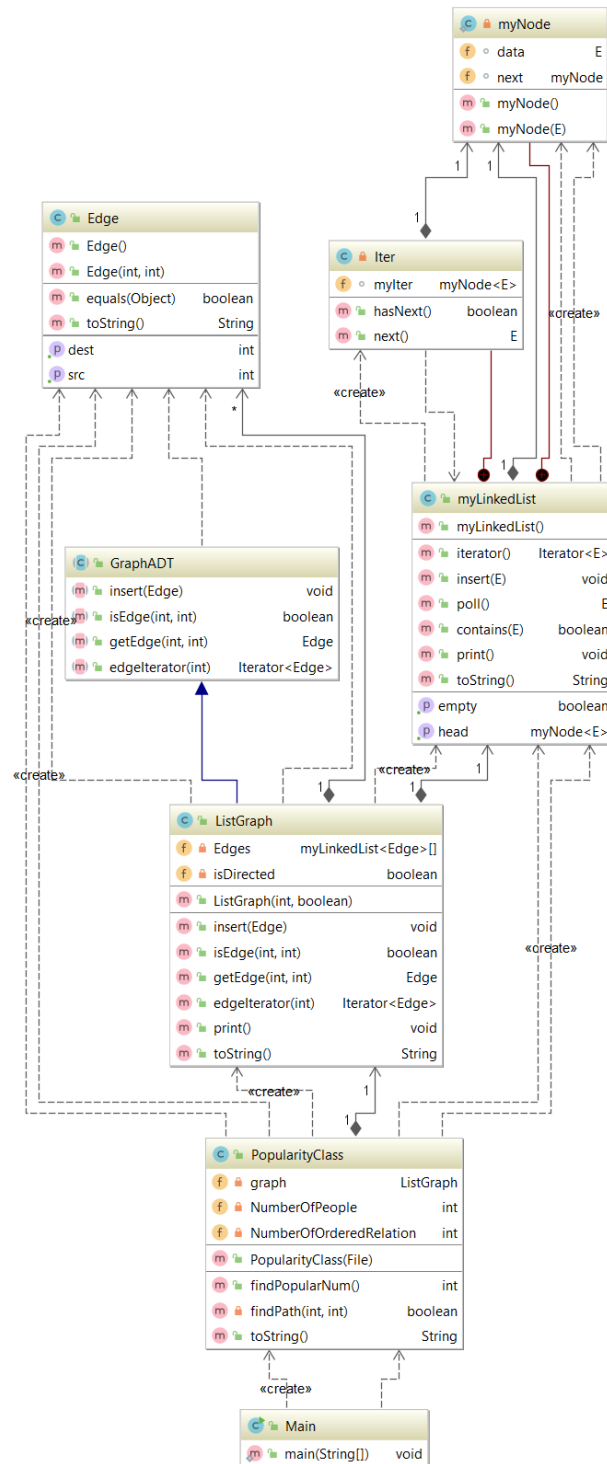 myNode
data E
next myNode
myNode()
myNode(E)
1
1
1
Edge
Edge()
Edge(int, int)
equals(Object) boolean
toString() String
dest int
src int
Iter
myIter myNode<E>
hasNext() boolean
next() E
«create»
«create»
*
1
myLinkedList
myLinkedList()
iterator() Iterator<E>
insert(E) void
poll() E
contains(E) boolean
print() void
toString() String
empty boolean
head myNode<E>
GraphADT
insert(Edge) void
isEdge(int, int) boolean
getEdge(int, int) Edge
edgeIterator(int) Iterator<Edge>
«create»
«create»
«create»
1
1
1
ListGraph
Edges myLinkedList<Edge>[]
isDirected boolean
ListGraph(int, boolean)
insert(Edge) void
isEdge(int, int) boolean
getEdge(int, int) Edge
edgeIterator(int) Iterator<Edge>
print() void
toString() String
«create»
«create»
1
1
PopularityClass
graph ListGraph
NumberOfPeople int
NumberOfOrderedRelation int
PopularityClass(File)
findPopularNum() int
findPath(int, int) boolean
toString() String
«create»
Main
main(String[]) void